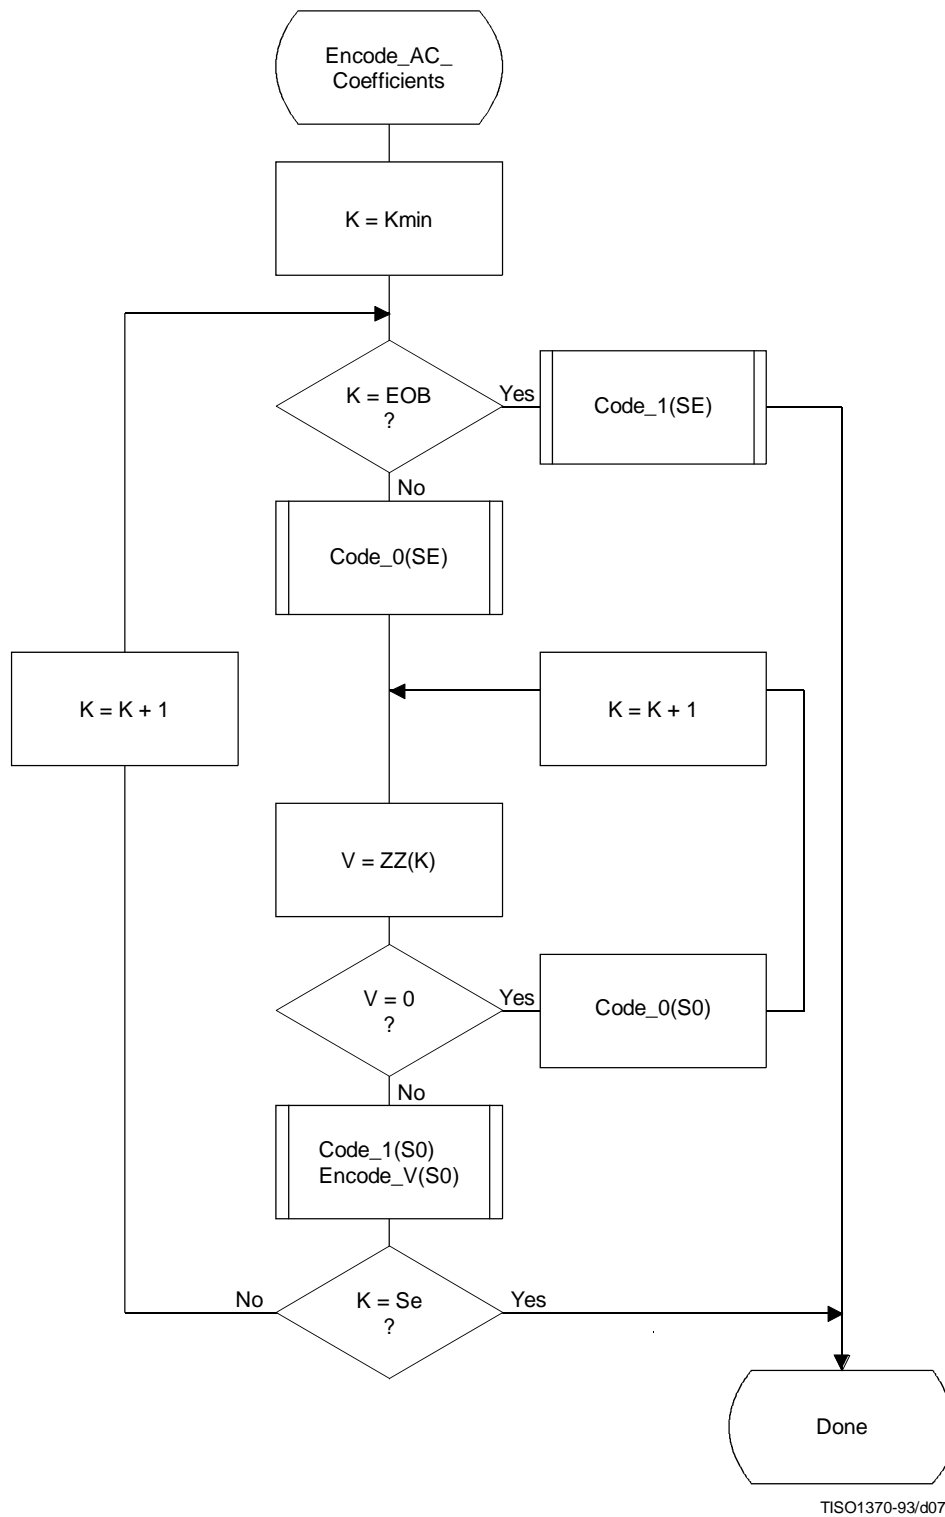 Encode_AC_
Coefficients
K = Kmin
K = EOB
?
Yes
Code_1(SE)
No
Code_0(SE)
K = K + 1
K = K + 1
V = ZZ(K)
V = 0
?
Yes
Code_0(S0)
No
Code_1(S0)
Encode_V(S0)
No
K = Se
?
Yes
Done
TISO1370-93/d07